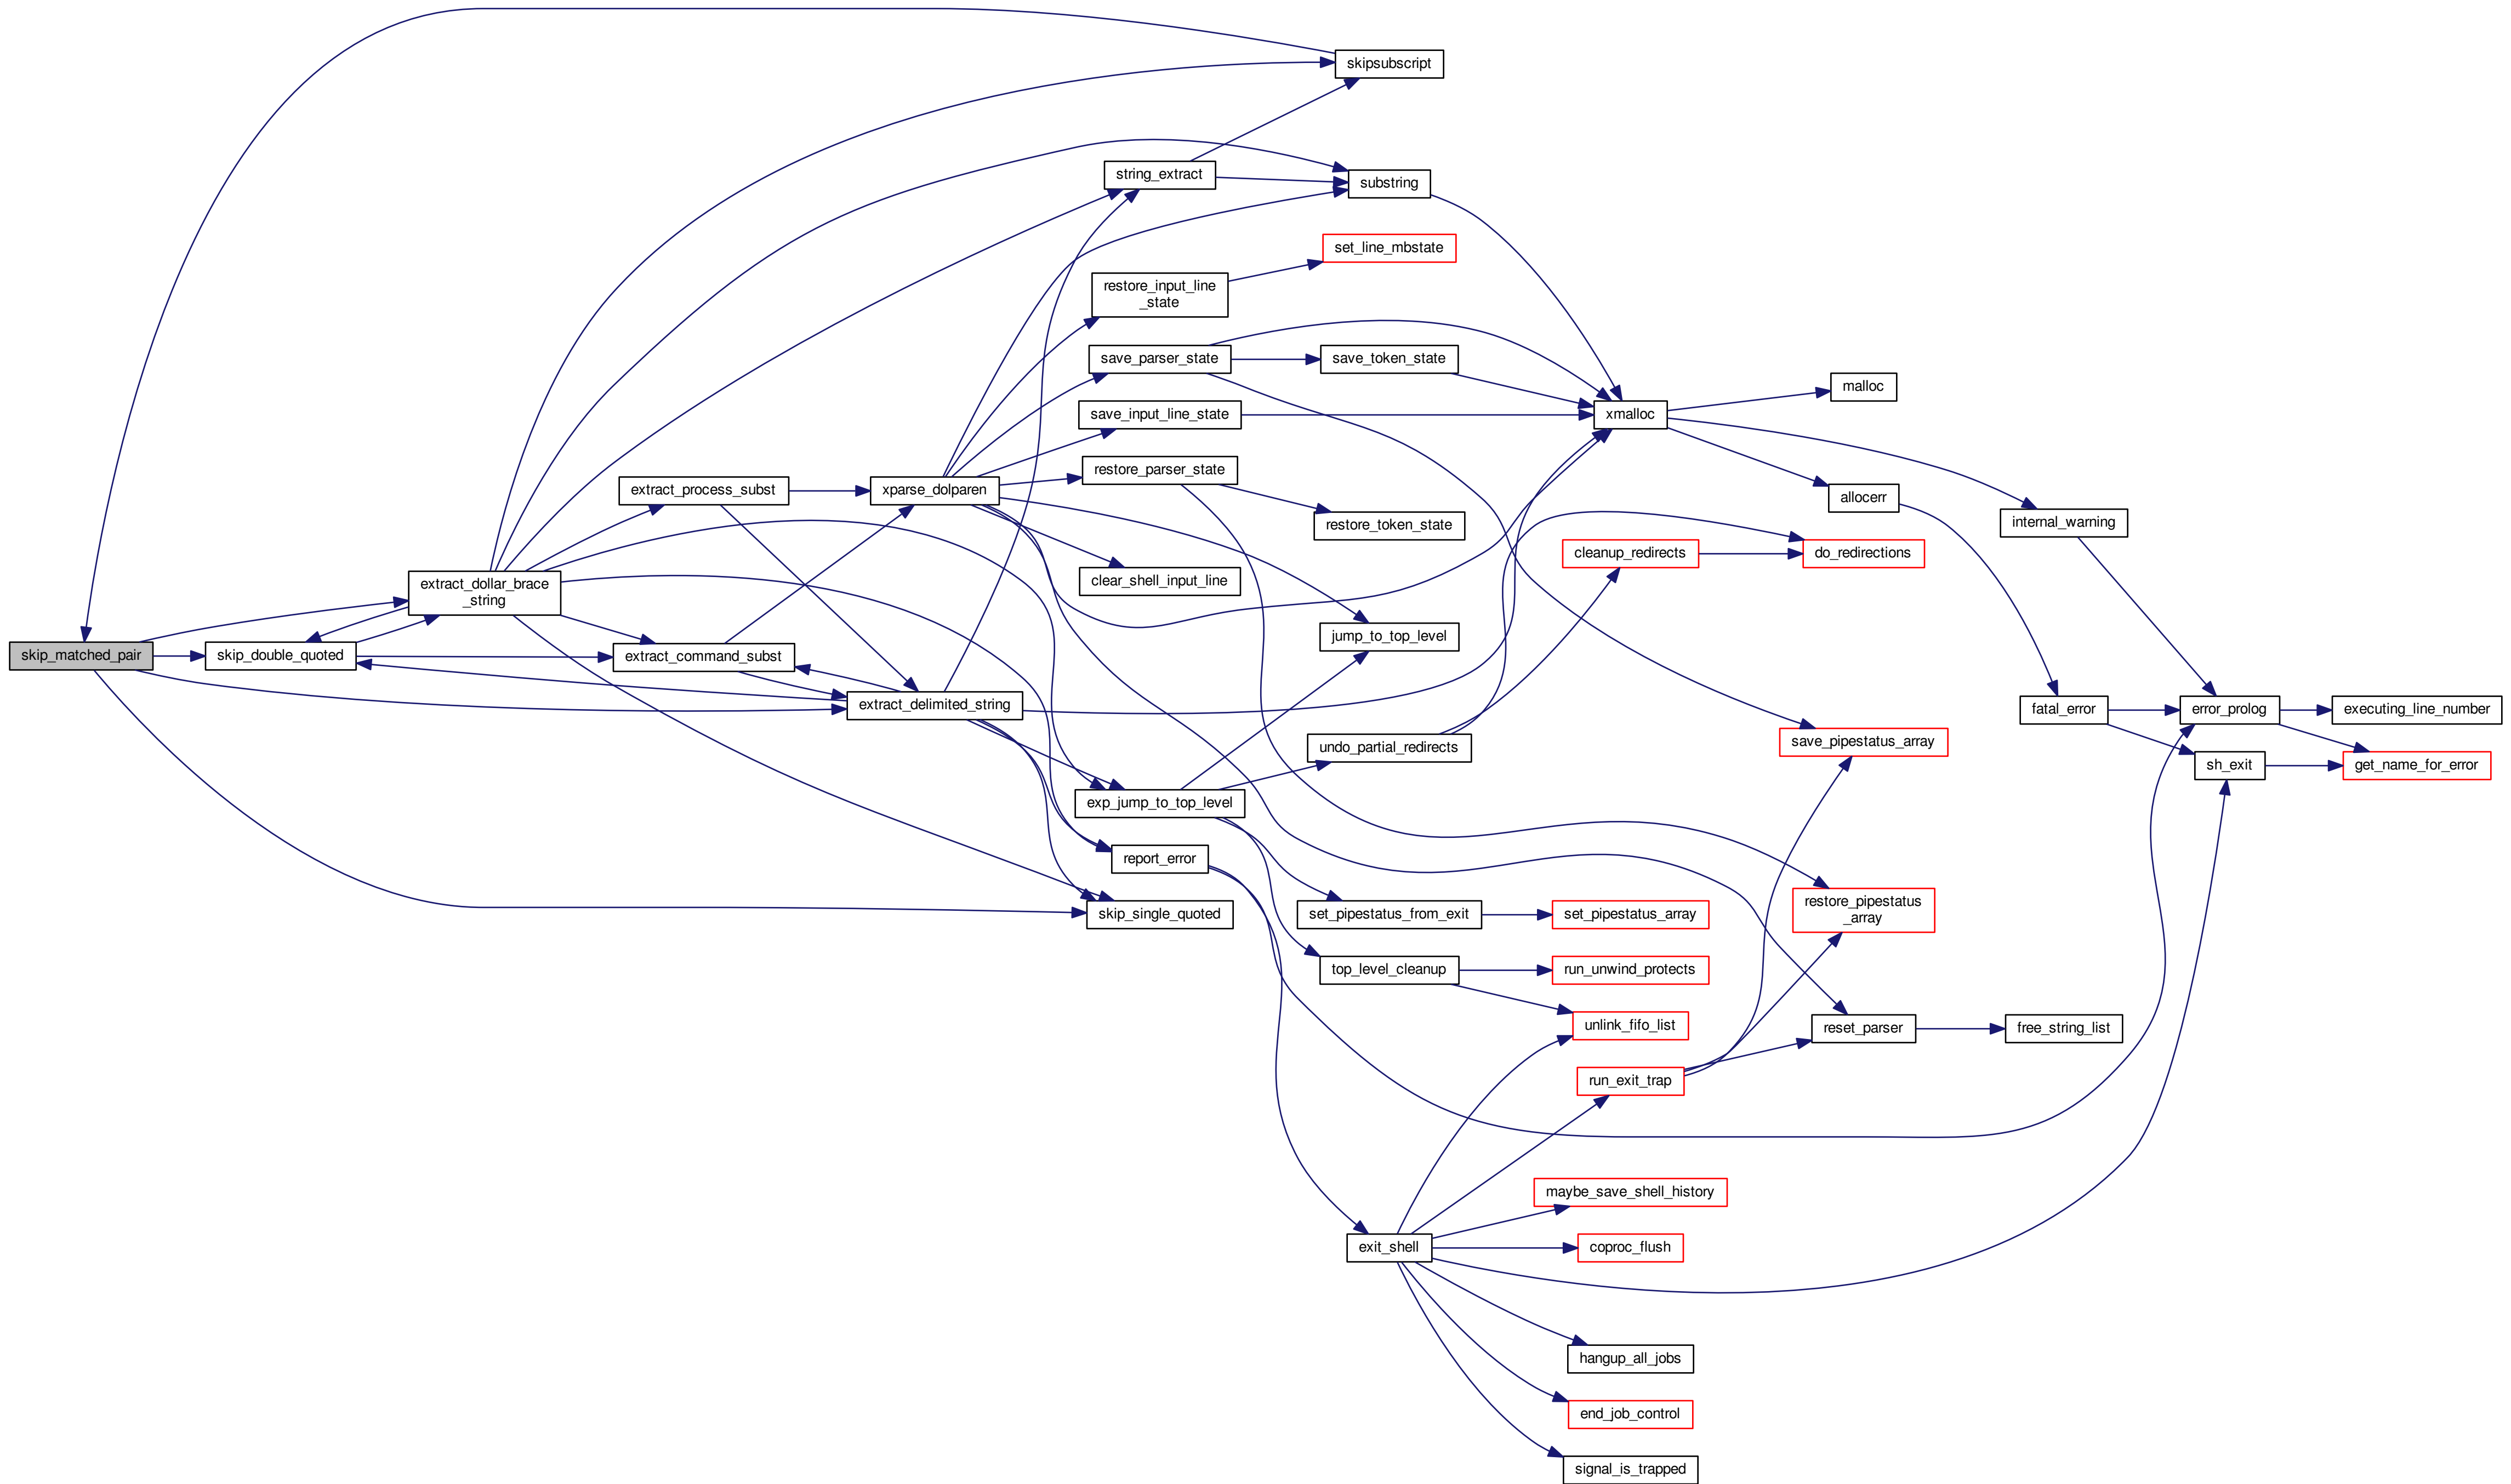 skipsubscript
string_extract
substring
set_line_mbstate
restore_input_line
_state
save_parser_state
save_token_state
malloc
save_input_line_state
xmalloc
restore_parser_state
extract_process_subst
xparse_dolparen
allocerr
restore_token_state
internal_warning
cleanup_redirects
do_redirections
clear_shell_input_line
extract_dollar_brace
_string
jump_to_top_level
skip_matched_pair
skip_double_quoted
extract_command_subst
extract_delimited_string
fatal_error
error_prolog
executing_line_number
save_pipestatus_array
undo_partial_redirects
sh_exit
get_name_for_error
exp_jump_to_top_level
report_error
restore_pipestatus
_array
skip_single_quoted
set_pipestatus_from_exit
set_pipestatus_array
top_level_cleanup
run_unwind_protects
unlink_fifo_list
reset_parser
free_string_list
run_exit_trap
maybe_save_shell_history
exit_shell
coproc_flush
hangup_all_jobs
end_job_control
signal_is_trapped